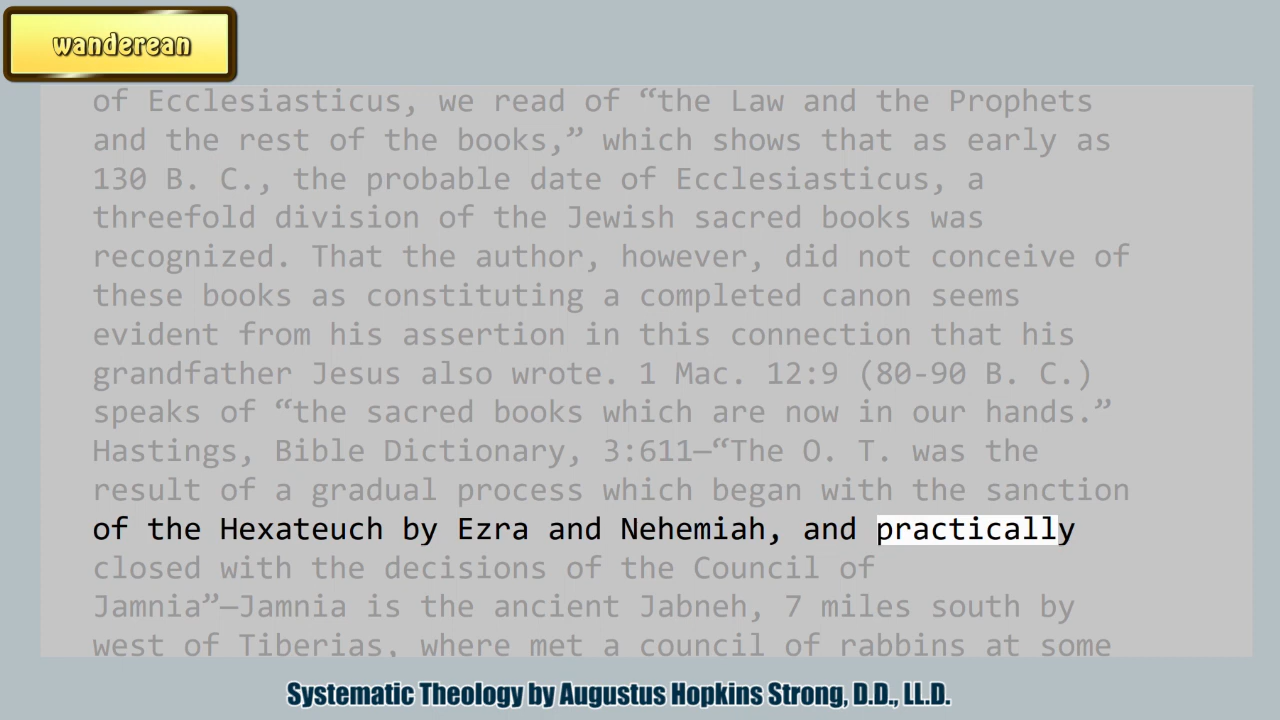 wanderean
of Ecclesiasticus, we read of “the Law and the Prophets
and the rest of the books,” which shows that as early as
130 B. C., the probable date of Ecclesiasticus, a
threefold division of the Jewish sacred books was
recognized. That the author, however, did not conceive of
these books as constituting a completed canon seems
evident from his assertion in this connection that his
grandfather Jesus also wrote. 1 Mac. 12:9 (80-90 B. C.)
speaks of “the sacred books which are now in our hands.”
Hastings, Bible Dictionary, 3:611—“The O. T. was the
result of a gradual process which began with the sanction
of the Hexateuch by Ezra and Nehemiah, and practically
closed with the decisions of the Council of
Jamnia”—Jamnia is the ancient Jabneh, 7 miles south by
west of Tiberias, where met a council of rabbins at some
Systematic Theology by Augustus Hopkins Strong, D.D., LL.D.